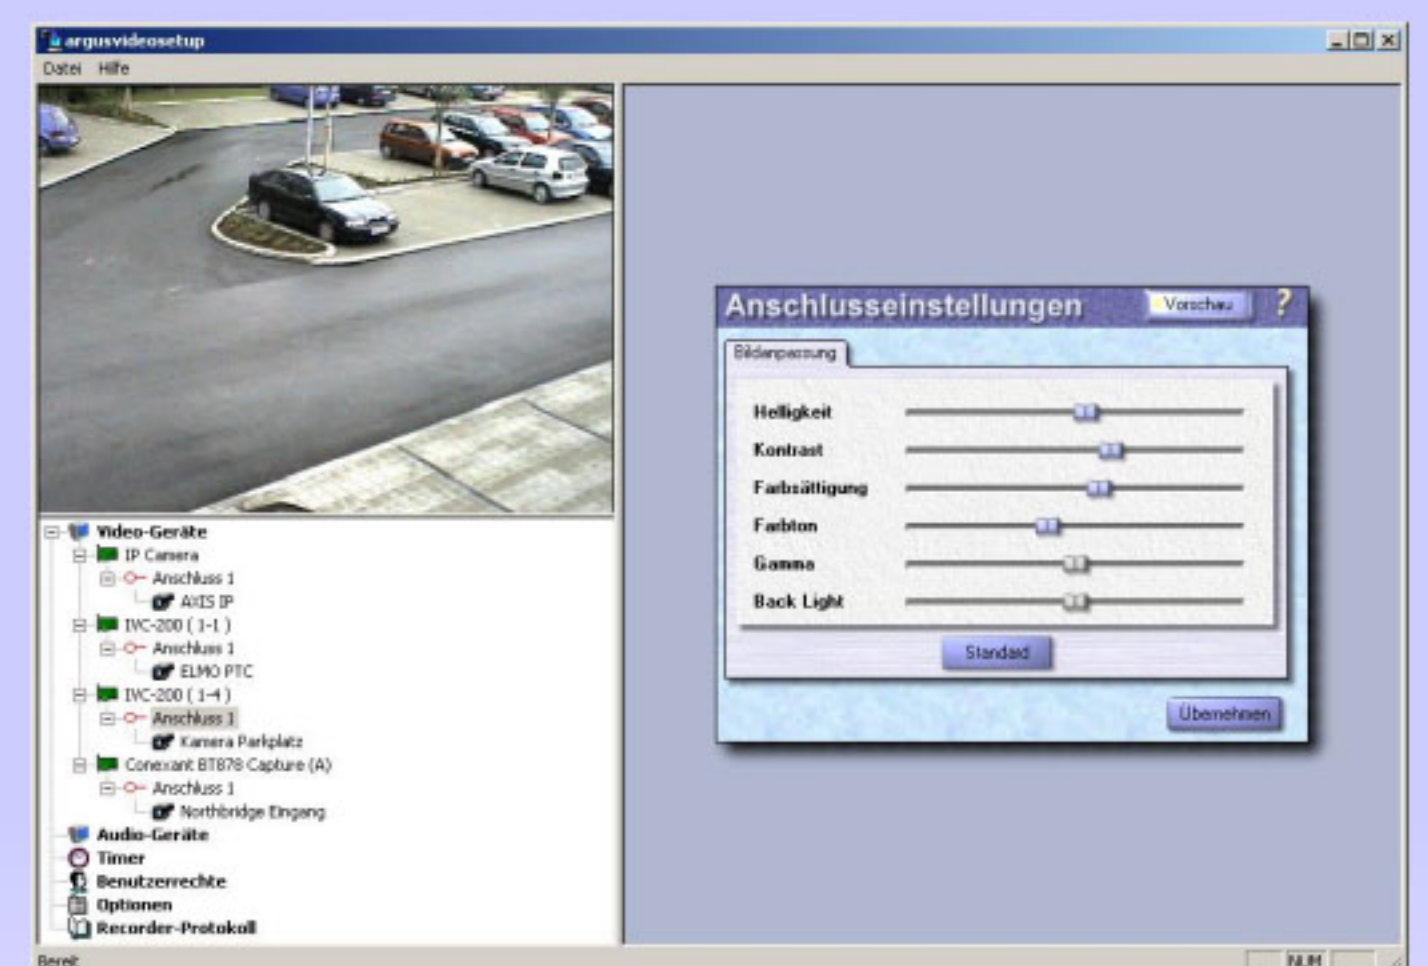 argusvideosetup
Datei Hilfe
Anschlusseinstellungen
Vorschau
?
Bildanpassung
Helligkeit
Kontrast
Farbsättigung
Farbton
Gamma
Back Light
Standard
Übernehmen
Video-Geräte
IP Camera
Anschluss 1
AXIS IP
IVC-200 ( 1-1 )
Anschluss 1
ELMO PTC
IVC-200 ( 1-4 )
Anschluss 1
Kamera Parkplatz
Conexant BT878 Capture (A)
Anschluss 1
Northbridge Eingang
Audio-Geräte
Timer
Benutzerrechte
Optionen
Recorder-Protokoll
Bereit
NUM